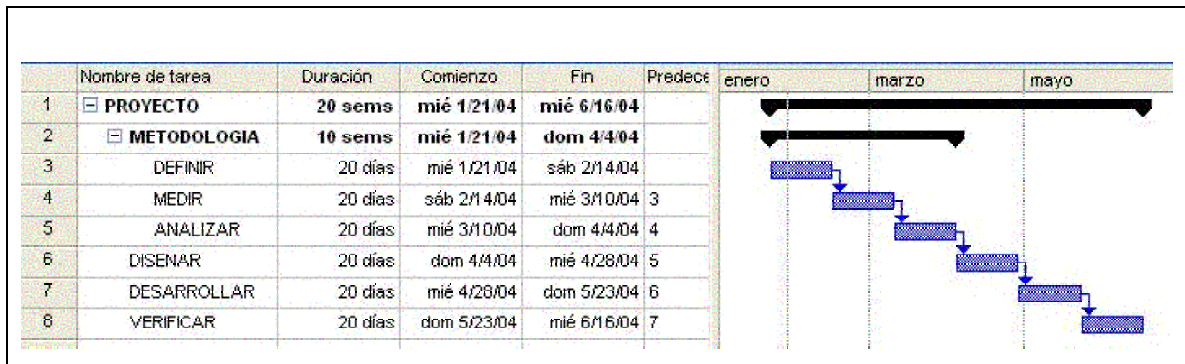 Nombre de tarea Duración Comienzo Fin Predece enero marzo mayo
1 PROYECTO 20 sems mié 1/21/04 mié 6/16/04
2 METODOLOGIA 10 sems mié 1/21/04 dom 4/4/04
3 DEFINIR 20 días mié 1/21/04 sáb 2/14/04
4 MEDIR 20 días sáb 2/14/04 mié 3/10/04 3
5 ANALIZAR 20 días mié 3/10/04 dom 4/4/04 4
6 DISENAR 20 días dom 4/4/04 mié 4/28/04 5
7 DESARROLLAR 20 días mié 4/28/04 dom 5/23/04 6
8 VERIFICAR 20 días dom 5/23/04 mié 6/16/04 7